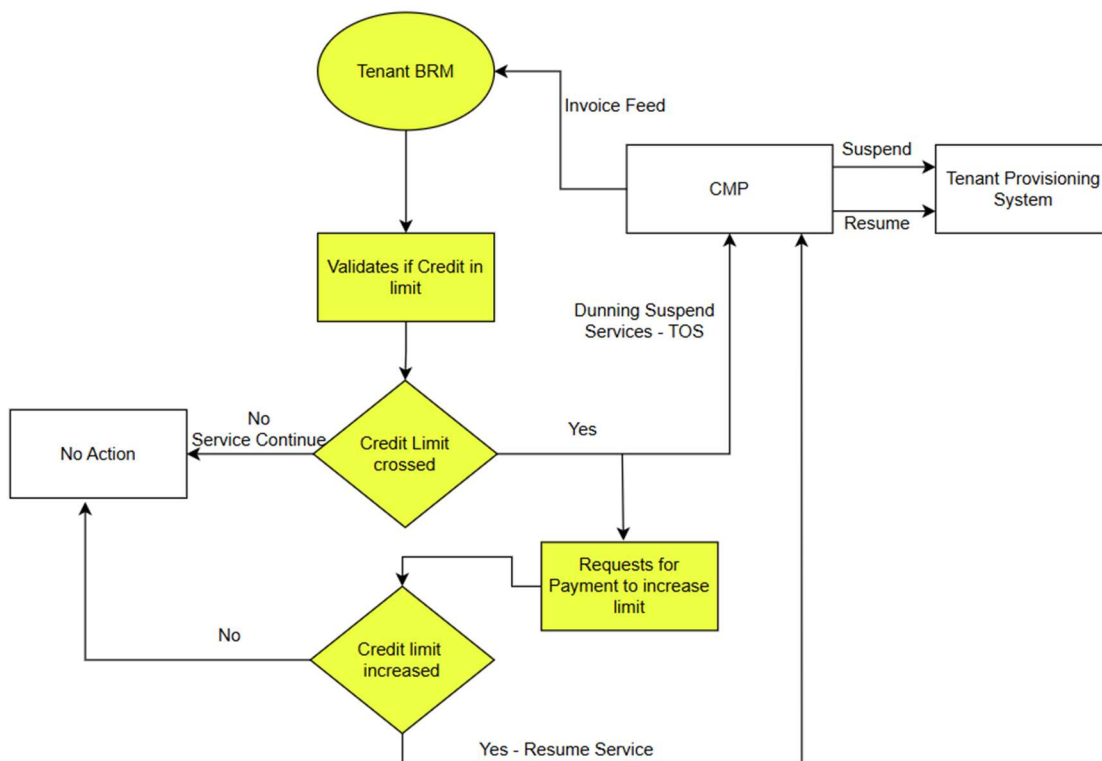 Tenant BRM
Invoice Feed
CMP
Suspend
Resume
Tenant Provisioning
System
Validates if Credit in
limit
Dunning Suspend
Services - TOS
No
Service Continue
No Action
Credit Limit
crossed
Yes
Requests for
Payment to increase
limit
No
Credit limit
increased
Yes - Resume Service